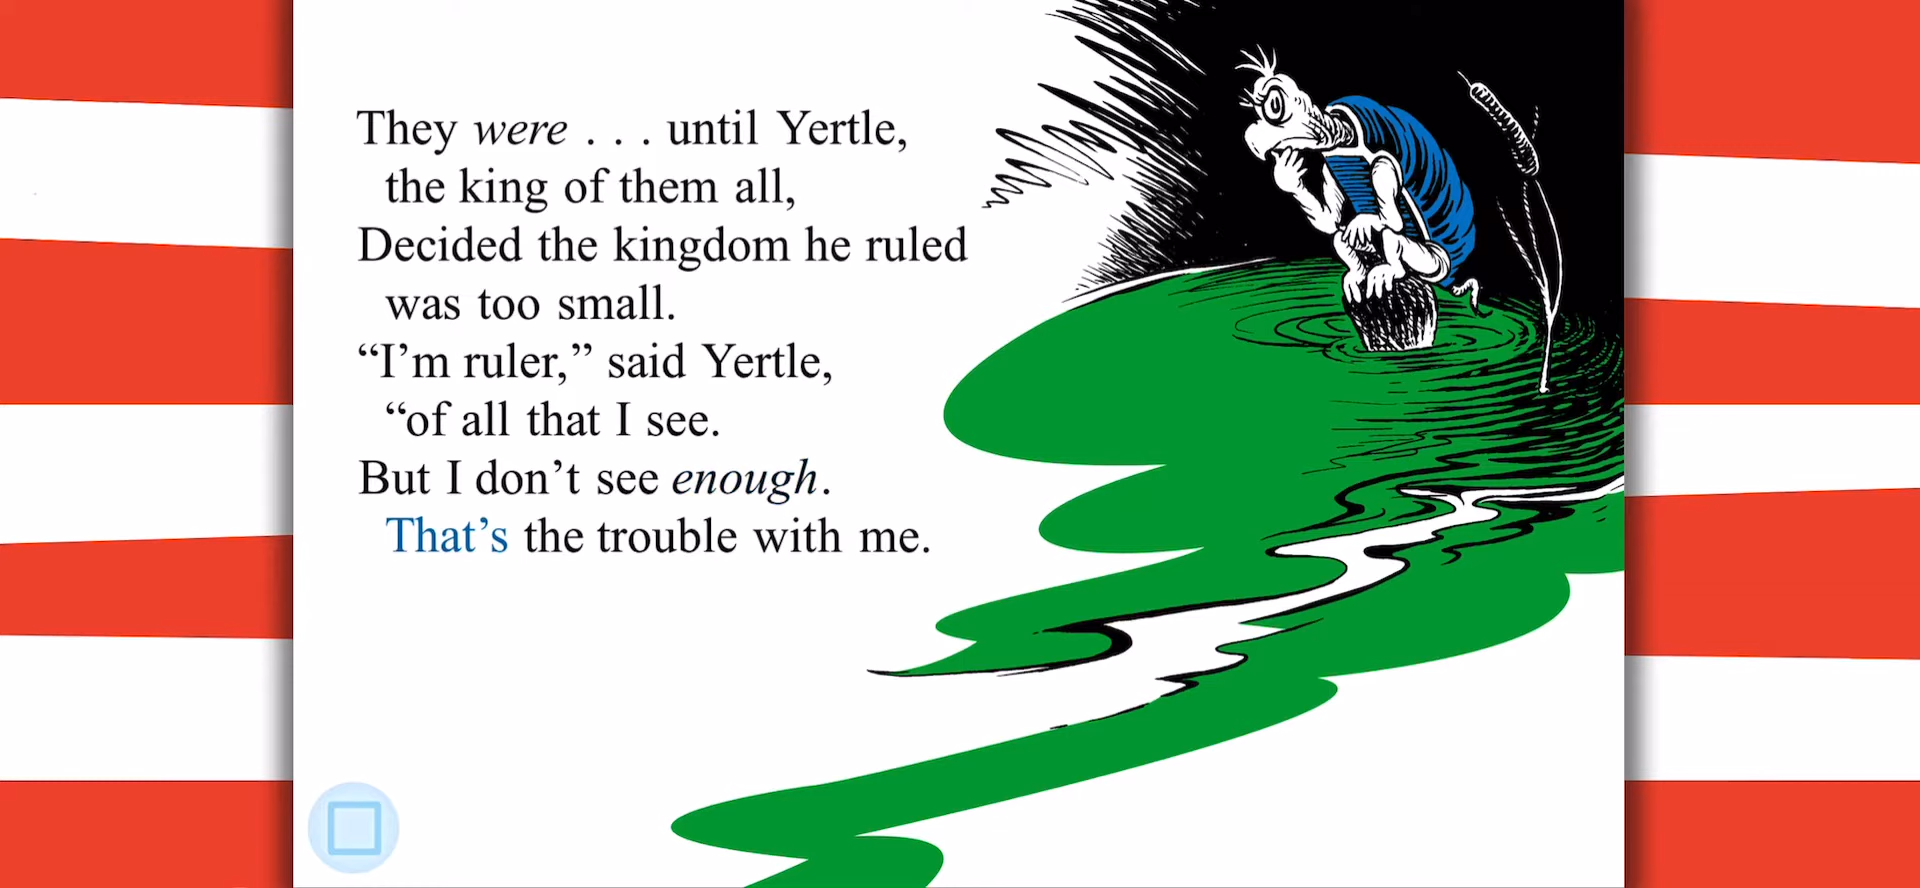 They were . . . until Yertle,
the king of them all,
Decided the kingdom he ruled
was too small.
“I’m ruler,” said Yertle,
“of all that I see.
But I don’t see enough.
That’s the trouble with me.